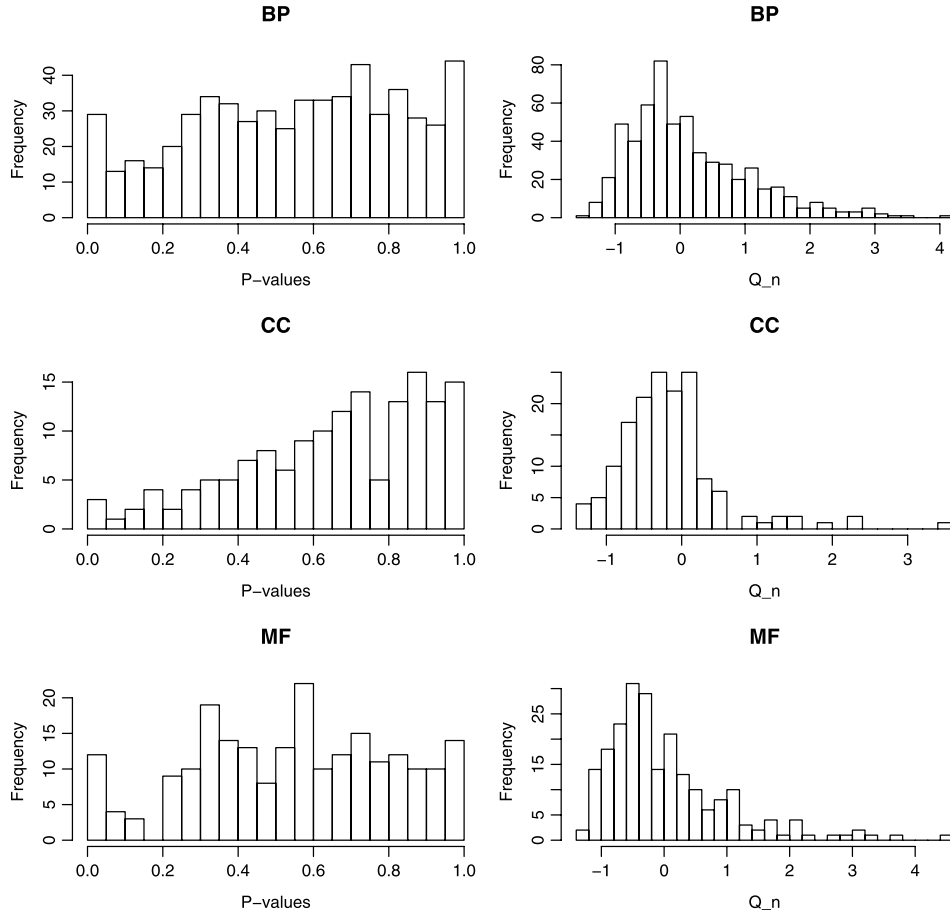 BP
Frequency
0 10 20 30 40
0.0 0.2 0.4 0.6 0.8 1.0
P−values
BP
Frequency
0 20 40 60 80
−1 0 1 2 3 4
Q_n
CC
Frequency
0 5 10 15
0.0 0.2 0.4 0.6 0.8 1.0
P−values
CC
Frequency
0 5 10 20
−1 0 1 2 3
Q_n
MF
Frequency
0 5 10 15 20
0.0 0.2 0.4 0.6 0.8 1.0
P−values
MF
Frequency
0 5 15 25
−1 0 1 2 3 4
Q_n